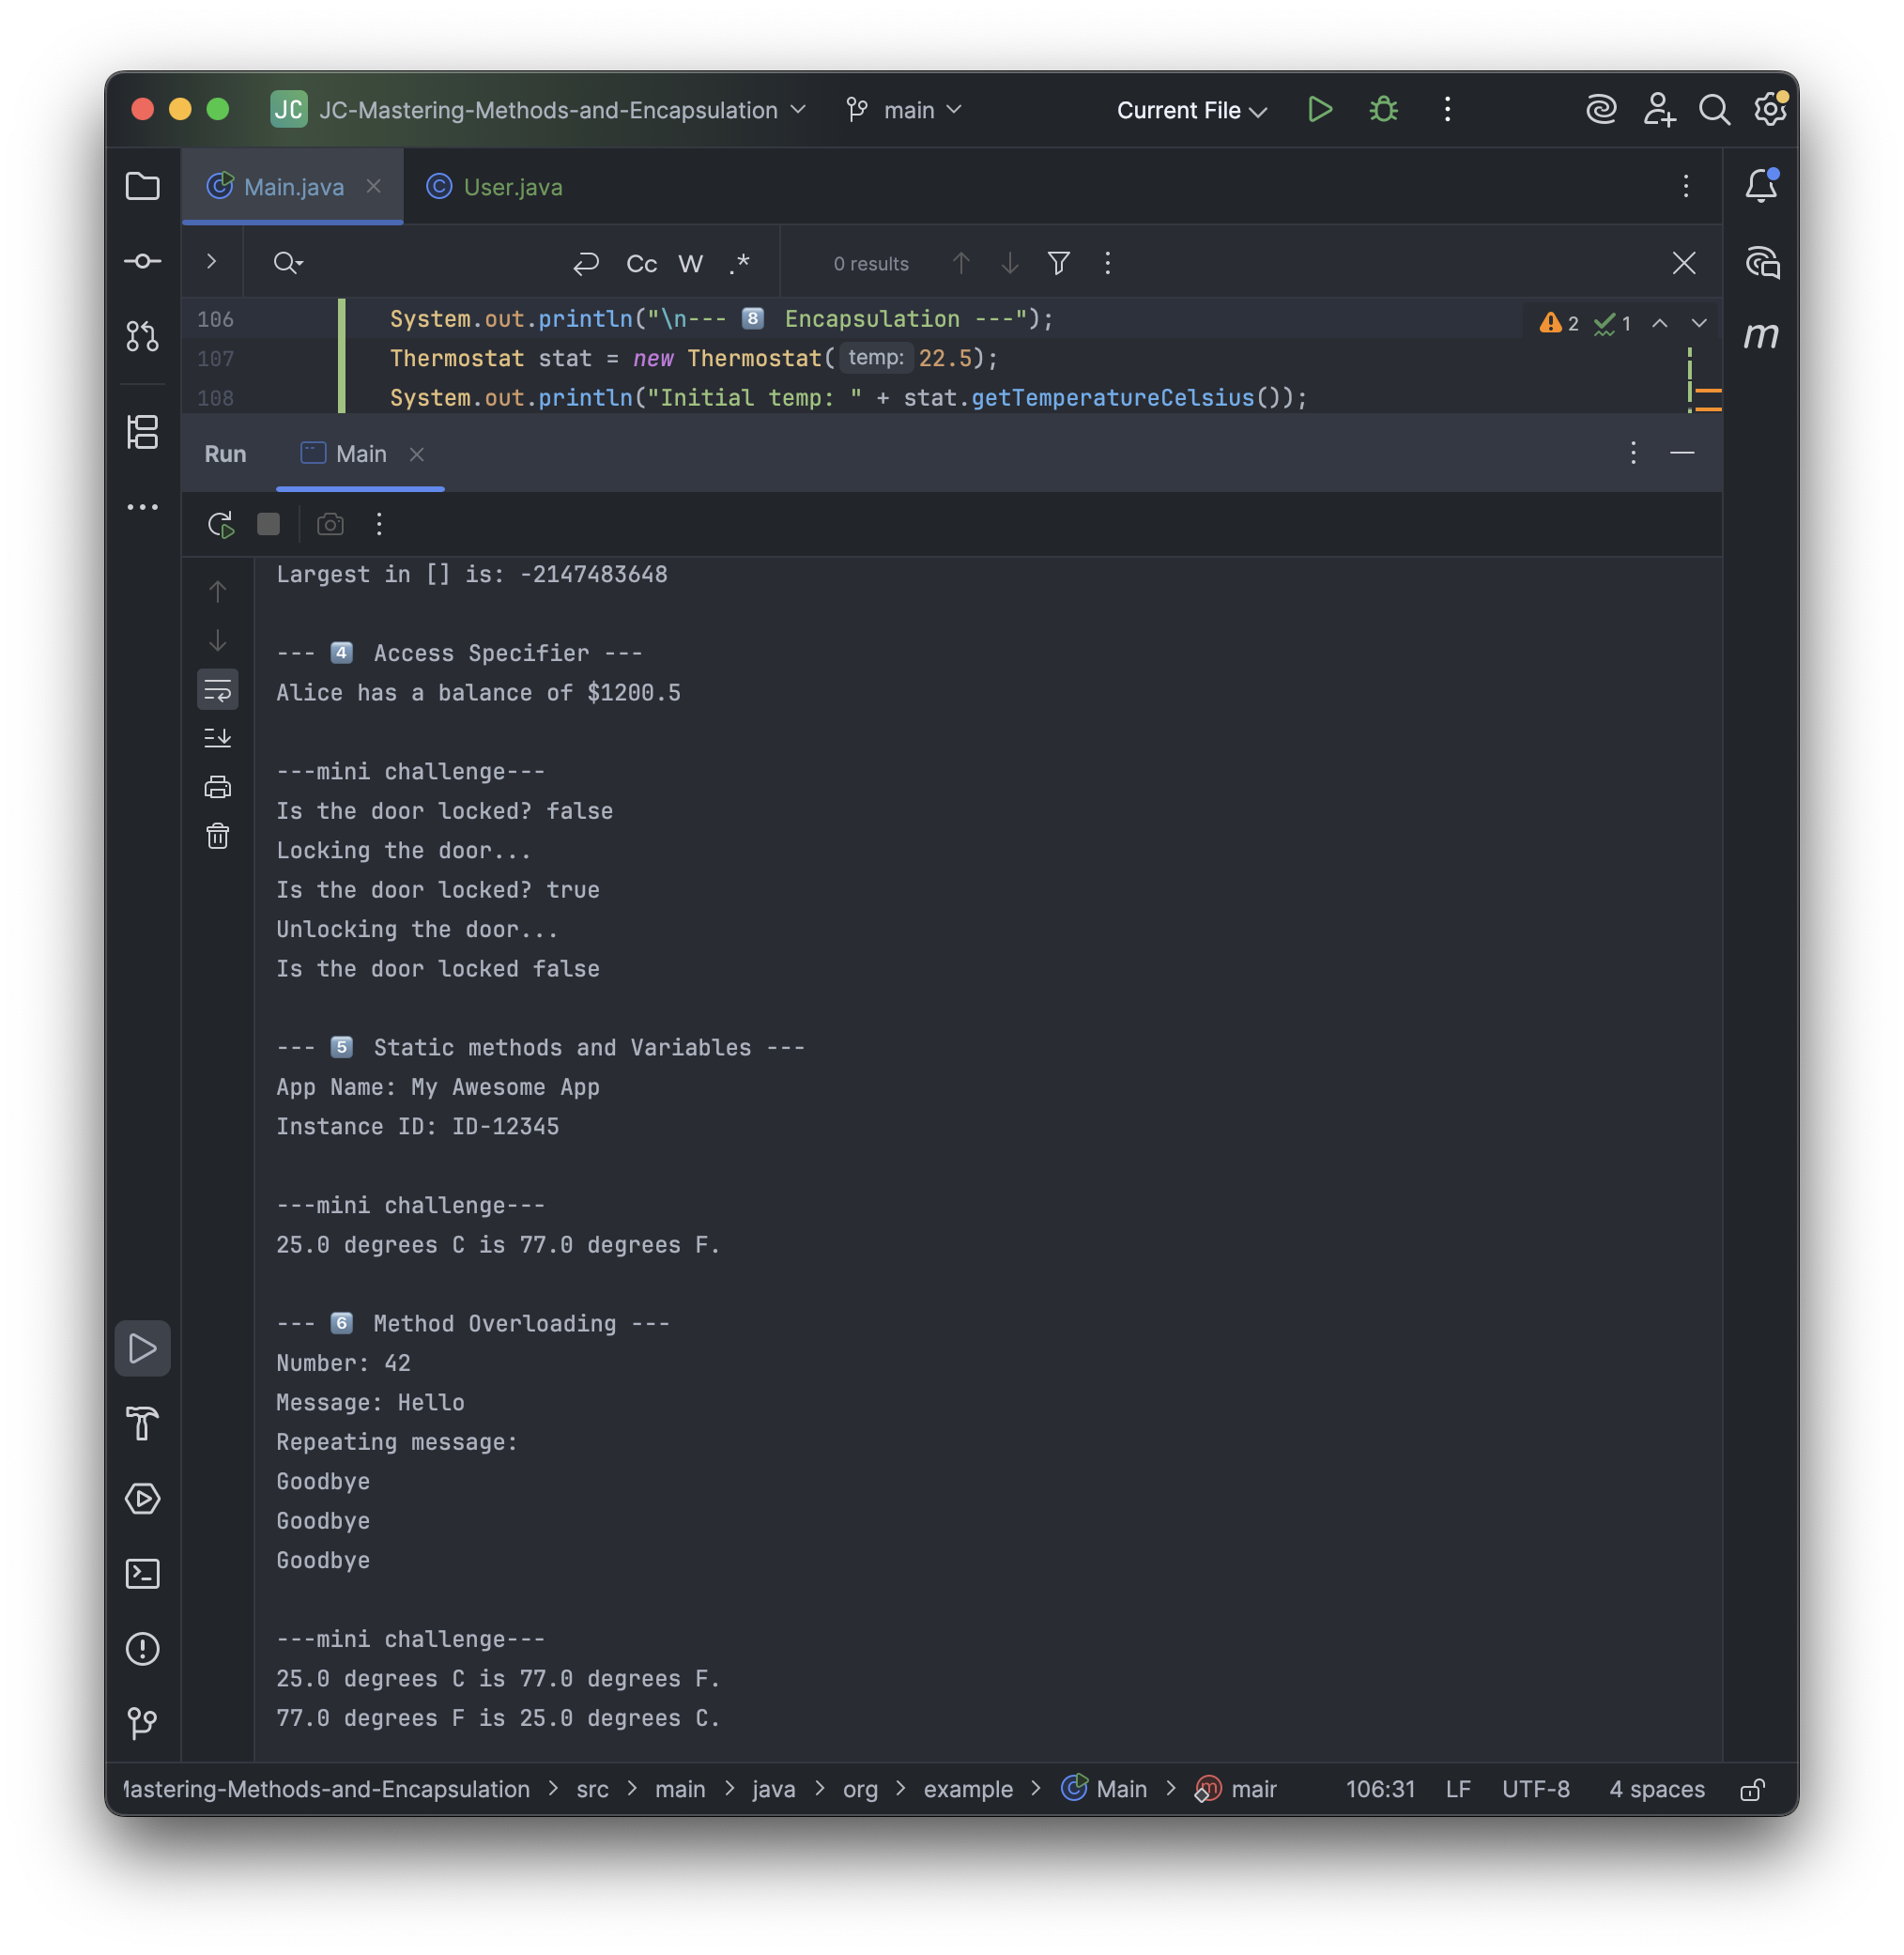 JC JC-Mastering-Methods-and-Encapsulation main Current File
Main.java User.java
Cc W .* 0 results
106 System.out.println("\n--- 8️⃣ Encapsulation ---"); 2 1
107 Thermostat stat = new Thermostat( temp: 22.5);
108 System.out.println("Initial temp: " + stat.getTemperatureCelsius());
Run Main
Largest in [] is: -2147483648
--- 4️⃣ Access Specifier ---
Alice has a balance of $1200.5
---mini challenge---
Is the door locked? false
Locking the door...
Is the door locked? true
Unlocking the door...
Is the door locked false
--- 5️⃣ Static methods and Variables ---
App Name: My Awesome App
Instance ID: ID-12345
---mini challenge---
25.0 degrees C is 77.0 degrees F.
--- 6️⃣ Method Overloading ---
Number: 42
Message: Hello
Repeating message:
Goodbye
Goodbye
Goodbye
---mini challenge---
25.0 degrees C is 77.0 degrees F.
77.0 degrees F is 25.0 degrees C.
Mastering-Methods-and-Encapsulation > src > main > java > org > example > Main > mair 106:31 LF UTF-8 4 spaces